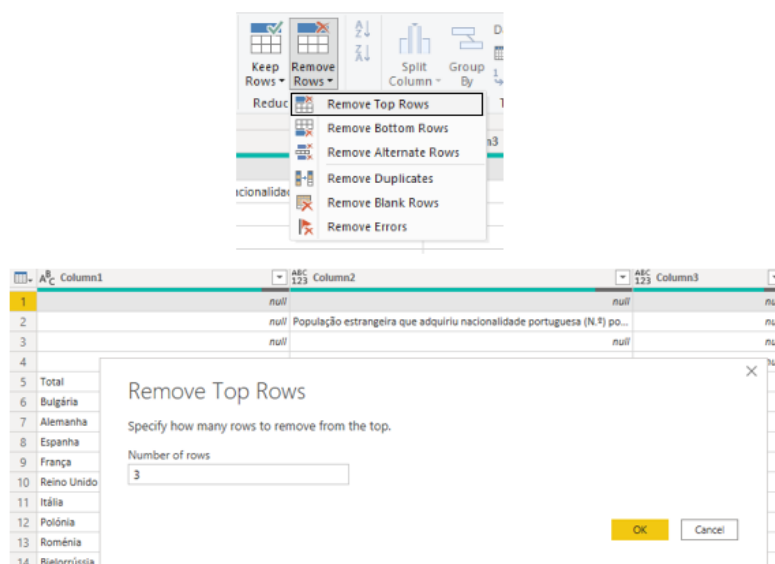 Keep Remove Split Group
Rows Rows Column By
Reduc
Remove Top Rows
Remove Bottom Rows
Remove Alternate Rows
Remove Duplicates
Remove Blank Rows
Remove Errors
Column1 Column2 Column3
1 null null
2 null População estrangeira que adquiriu nacionalidade portuguesa (N.º) po...
3 null null
4
5 Total
6 Bulgária
7 Alemanha
8 Espanha
9 França
10 Reino Unido
11 Itália
12 Polónia
13 Roménia
14 Bielorrússia
Remove Top Rows
Specify how many rows to remove from the top.
Number of rows
3
OK Cancel